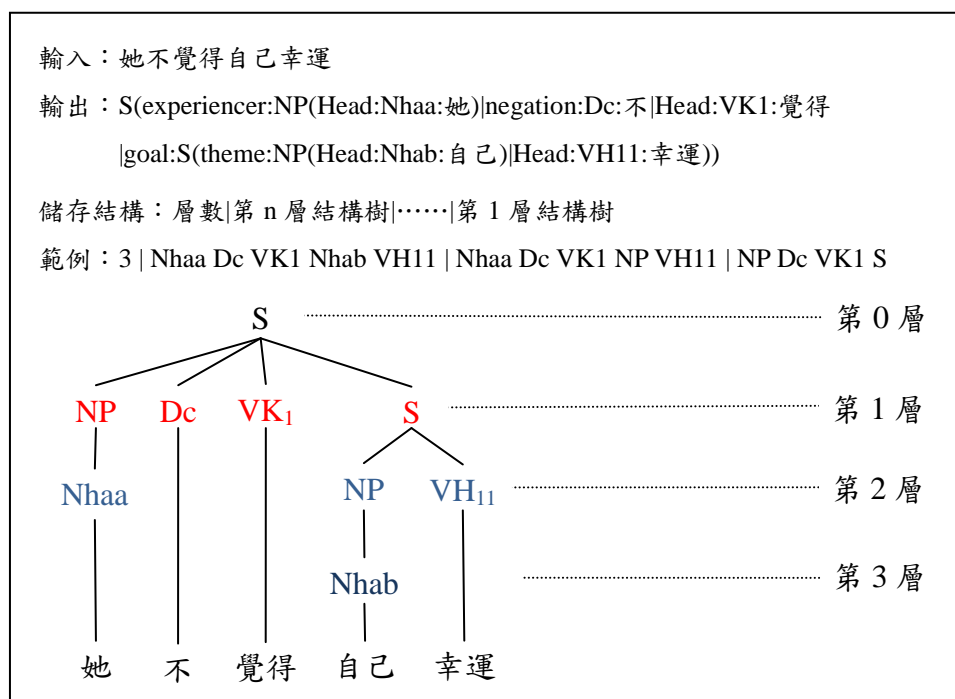 輸入：她不覺得自己幸運
輸出：S(experiencer:NP(Head:Nhaa:她)|negation:Dc:不|Head:VK1:覺得
|goal:S(theme:NP(Head:Nhab:自己)|Head:VH11:幸運))
儲存結構：層數|第 n 層結構樹|⋯⋯|第 1 層結構樹
範例：3 | Nhaa Dc VK1 Nhab VH11 | Nhaa Dc VK1 NP VH11 | NP Dc VK1 S
S 第 0 層
NP Dc VK₁ S 第 1 層
Nhaa NP VH₁₁ 第 2 層
Nhab 第 3 層
她 不 覺得 自己 幸運